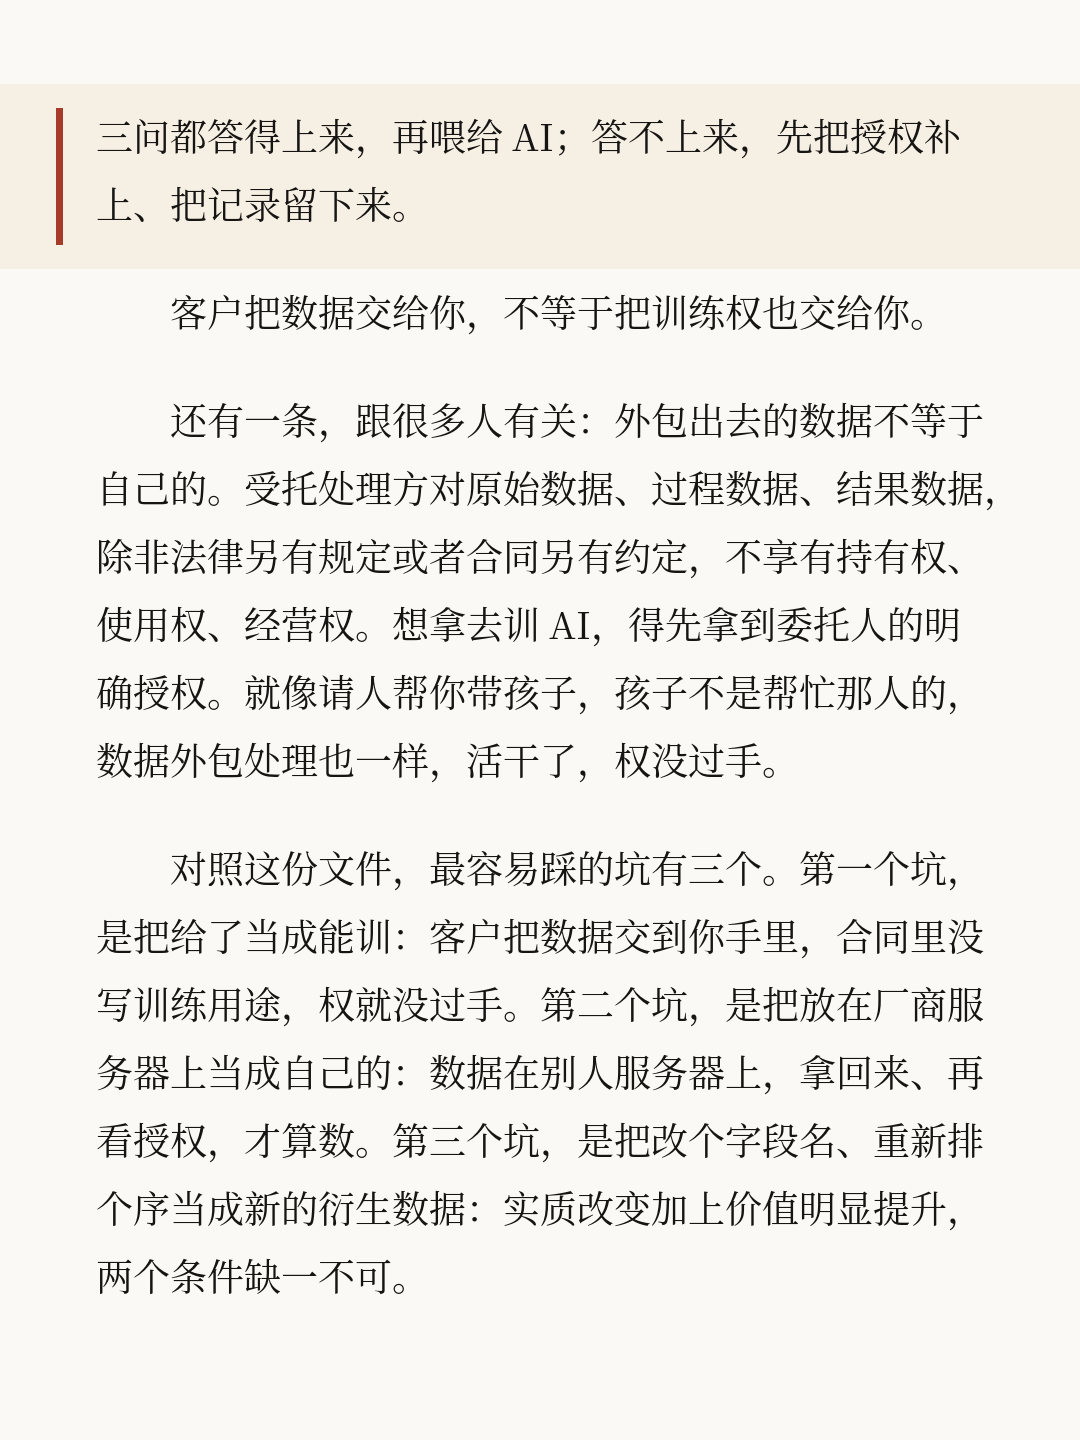 三问都答得上来，再喂给 AI；答不上来，先把授权补
上、把记录留下来。
客户把数据交给你，不等于把训练权也交给你。
还有一条，跟很多人有关：外包出去的数据不等于
自己的。受托处理方对原始数据、过程数据、结果数据，
除非法律另有规定或者合同另有约定，不享有持有权、
使用权、经营权。想拿去训 AI，得先拿到委托人的明
确授权。就像请人帮你带孩子，孩子不是帮忙那人的，
数据外包处理也一样，活干了，权没过手。
对照这份文件，最容易踩的坑有三个。第一个坑，
是把给了当成能训：客户把数据交到你手里，合同里没
写训练用途，权就没过手。第二个坑，是把放在厂商服
务器上当成自己的：数据在别人服务器上，拿回来、再
看授权，才算数。第三个坑，是把改个字段名、重新排
个序当成新的衍生数据：实质改变加上价值明显提升，
两个条件缺一不可。